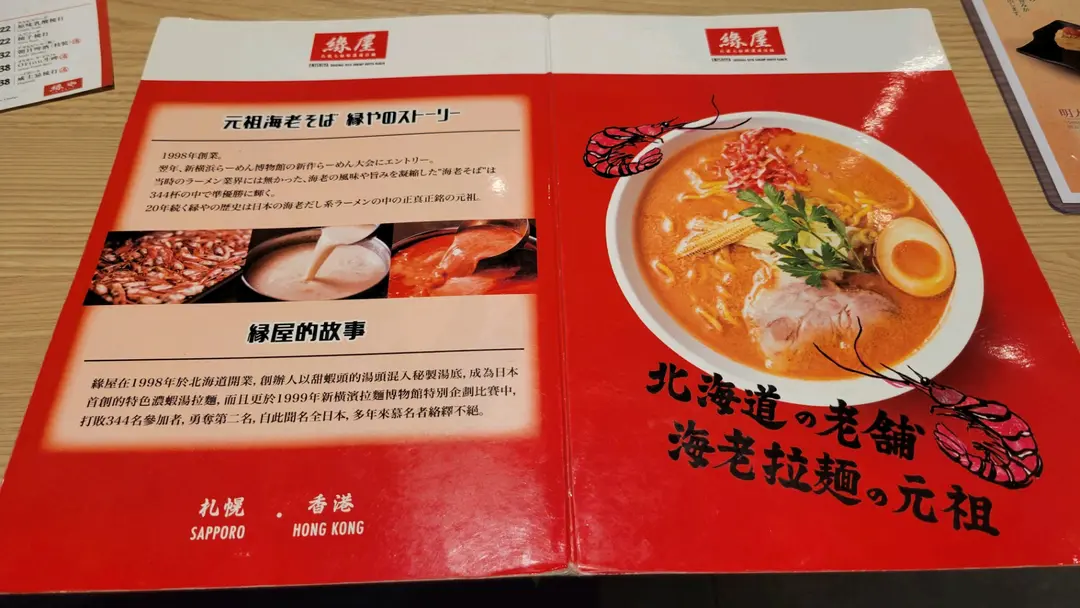 緣屋
元祖海老そば 縁やのストーリー
1998年創業。
翌年、新横浜らーめん博物館の新作らーめん大会にエントリー。
当時のラーメン業界には無かった、海老の風味や旨みを凝縮した"海老そば"は
344杯の中で準優勝に輝く。
20年続く縁やの歴史は日本の海老だし系ラーメンの中の正真正銘の元祖。
縁屋的故事
緣屋在1998年於北海道開業, 創辦人以甜蝦頭的湯頭混入秘製湯底, 成為日本
首創的特色濃蝦湯拉麵, 而且更於1999年新橫濱拉麵博物館特別企劃比賽中,
打敗344名參加者, 勇奪第二名, 自此聞名全日本, 多年來慕名者絡繹不絕。
札幌 · 香港
SAPPORO HONG KONG
緣屋
北海道の老舗
海老拉麺の元祖
22
22
32
38
38
縁や